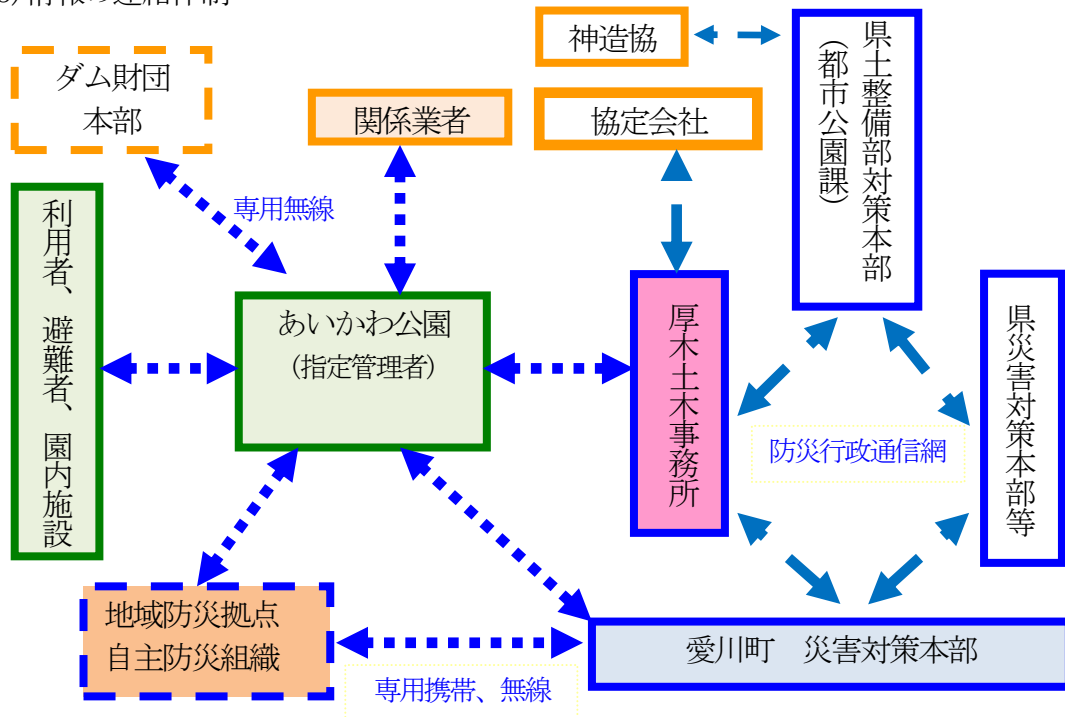 神造協
県土整備部対策本部
(都市公園課)
ダム財団
本部
関係業者
協定会社
専用無線
利用者、避難者、園内施設
あいかわ公園
(指定管理者)
厚木土木事務所
県災害対策本部等
防災行政通信網
地域防災拠点
自主防災組織
愛川町 災害対策本部
専用携帯、無線